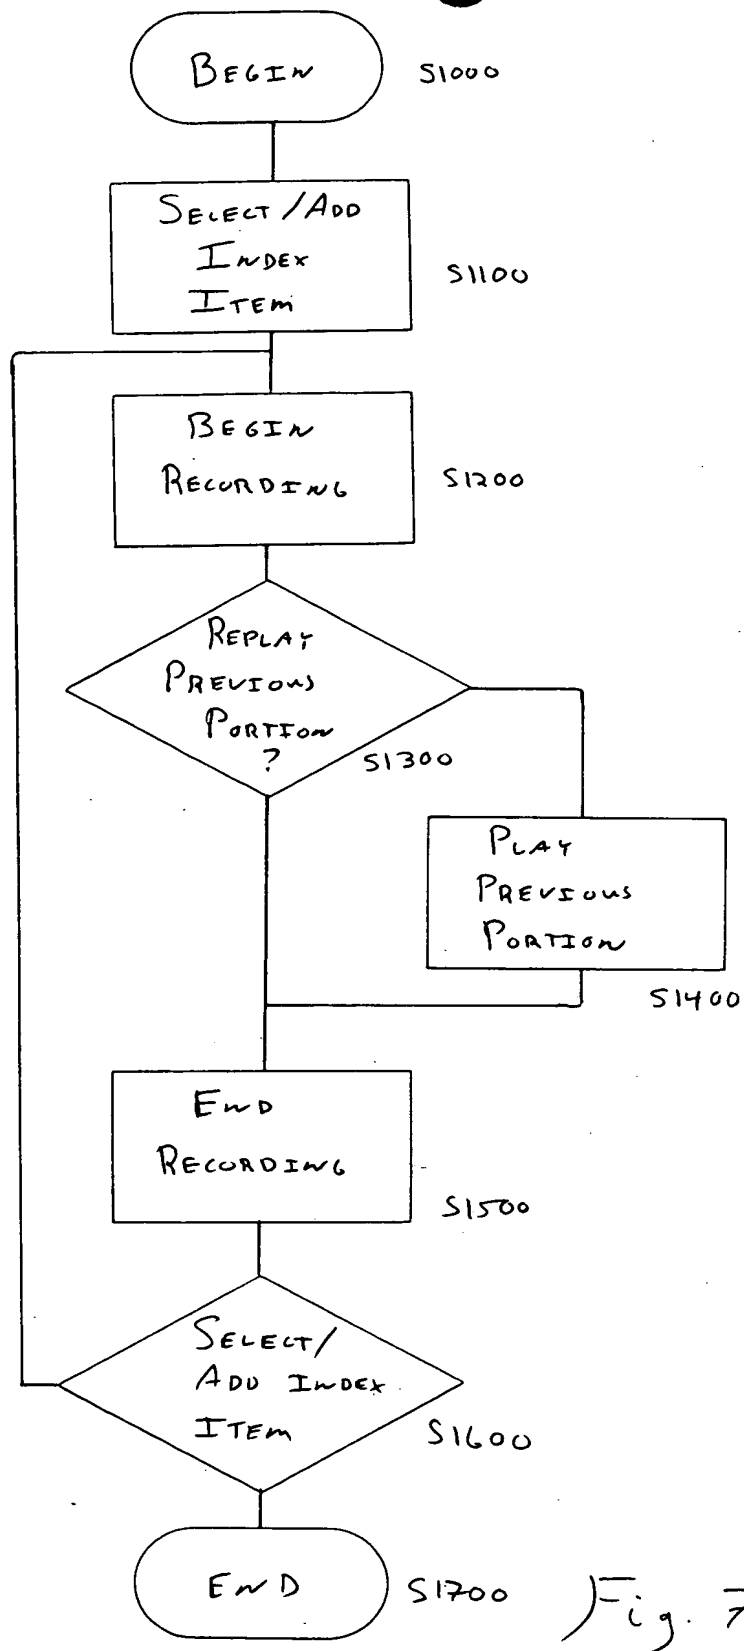 BEGIN
S1000
SELECT/ADD
INDEX
ITEM
S1100
BEGIN
RECORDING
S1200
REPLAY
PREVIOUS
PORTION
?
S1300
PLAY
PREVIOUS
PORTION
S1400
END
RECORDING
S1500
SELECT/
ADD INDEX
ITEM
S1600
END
S1700
Fig. 7